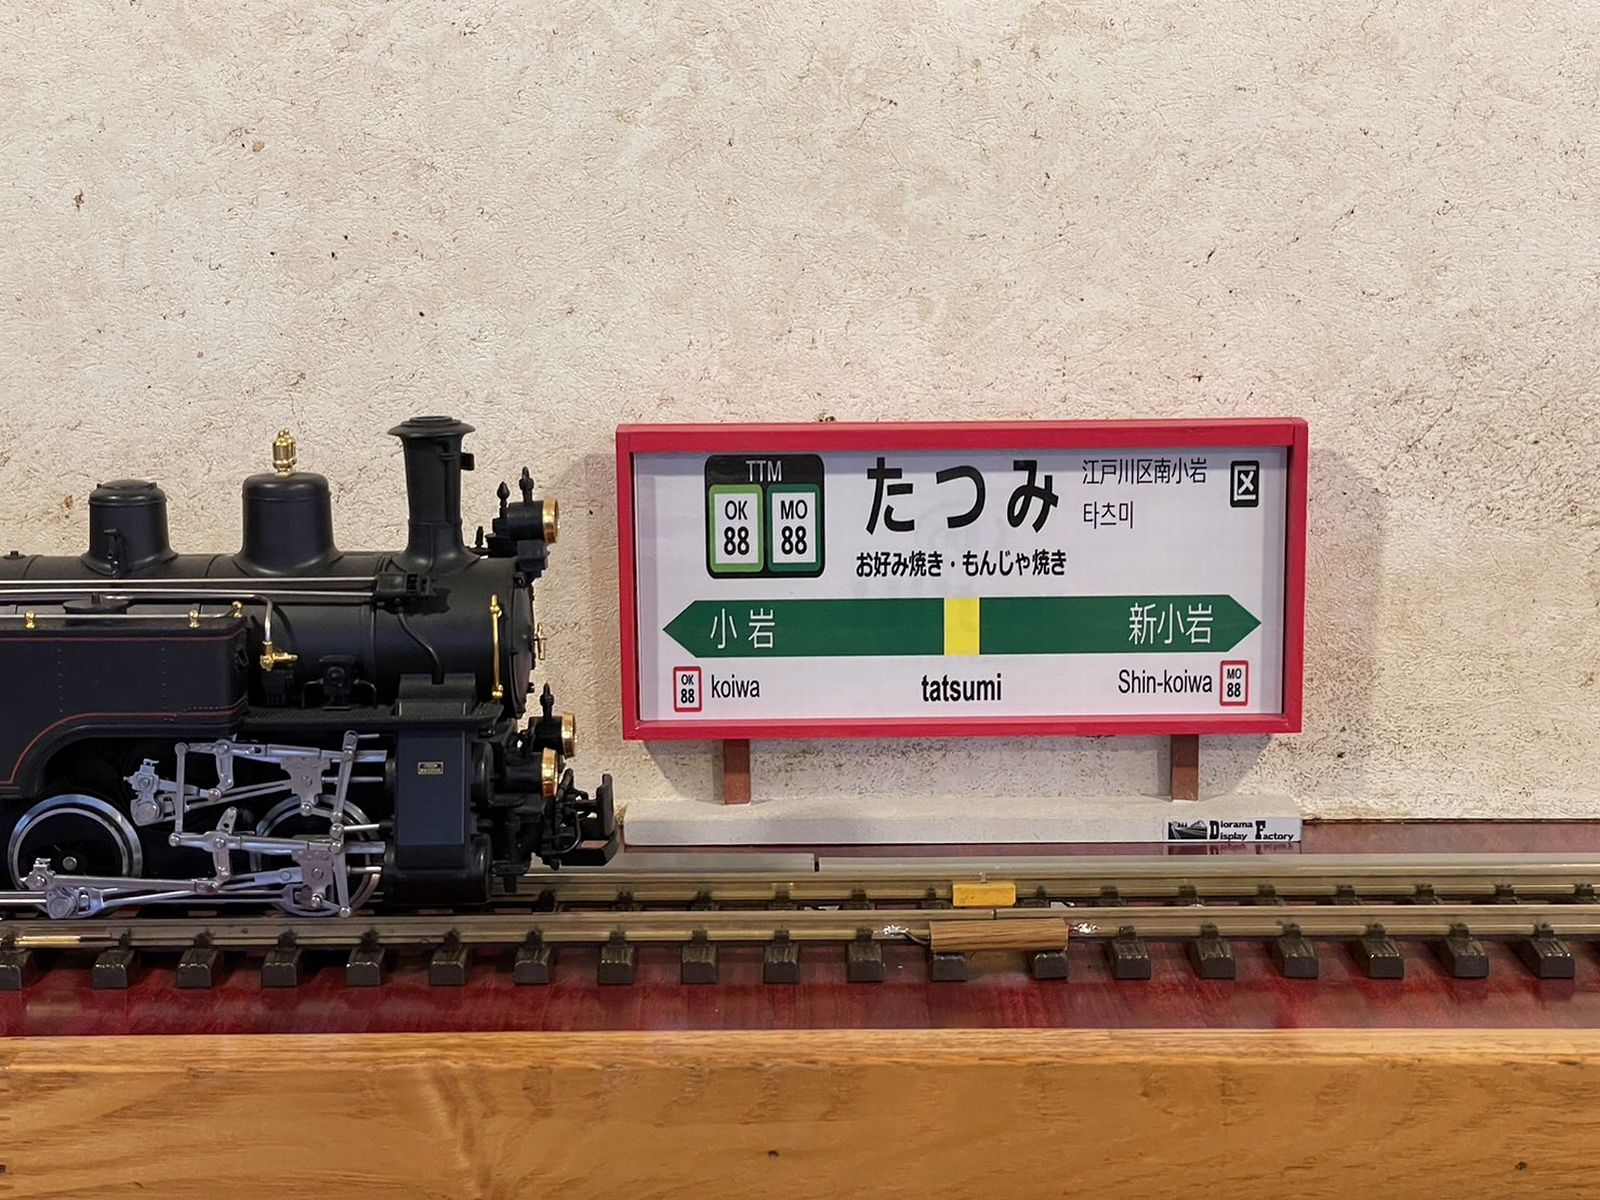 TTM
OK
88
MO
88
たつみ
江戸川区南小岩
타츠미
区
お好み焼き・もんじゃ焼き
小岩
新小岩
OK
88
koiwa
tatsumi
Shin-koiwa
MO
88
Diorama
Display Factory